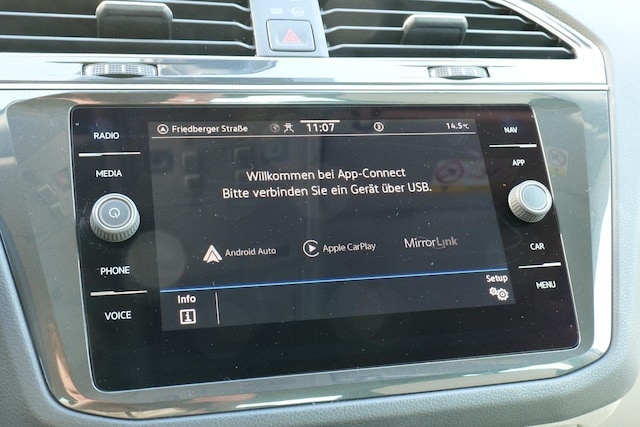 RADIO
MEDIA
PHONE
VOICE
Friedberger Straße 11:07 3 14.5°C
Willkommen bei App-Connect
Bitte verbinden Sie ein Gerät über USB.
Android Auto Apple CarPlay MirrorLink
Info Setup
i
NAV
APP
CAR
MENU